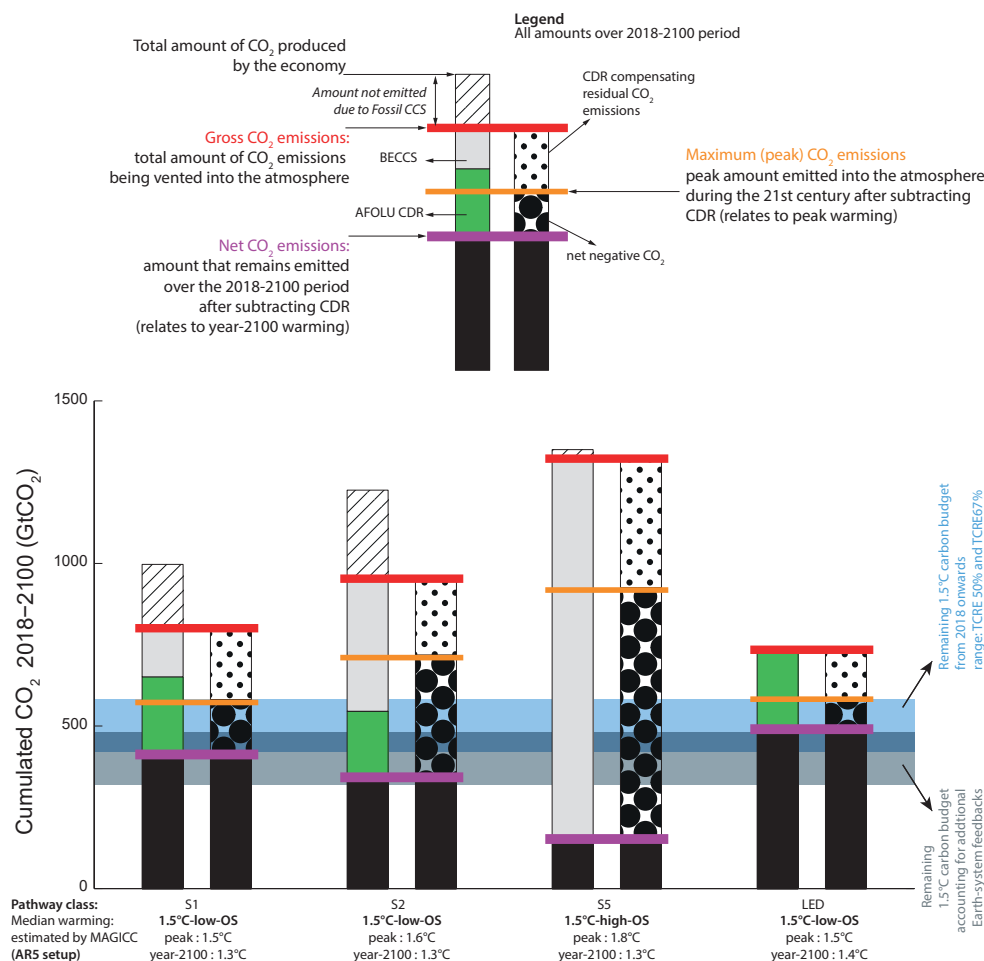 Legend
All amounts over 2018-2100 period
Total amount of CO₂ produced
by the economy
Amount not emitted
due to Fossil CCS
CDR compensating
residual CO₂
emissions
Gross CO₂ emissions:
total amount of CO₂ emissions
being vented into the atmosphere
BECCS
Maximum (peak) CO₂ emissions
peak amount emitted into the atmosphere
during the 21st century after subtracting
CDR (relates to peak warming)
AFOLU CDR
Net CO₂ emissions:
amount that remains emitted
over the 2018-2100 period
after subtracting CDR
(relates to year-2100 warming)
net negative CO₂
Cumulated CO₂ 2018−2100 (GtCO₂)
1500
1000
500
0
Remaining 1.5°C carbon budget
from 2018 onwards
range: TCRE 50% and TCRE67%
Remaining
1.5°C carbon budget
accounting for addtional
Earth-system feedbacks
Pathway class: S1 S2 S5 LED
Median warming: 1.5°C-low-OS 1.5°C-low-OS 1.5°C-high-OS 1.5°C-low-OS
estimated by MAGICC peak : 1.5°C peak : 1.6°C peak : 1.8°C peak : 1.5°C
(AR5 setup) year-2100 : 1.3°C year-2100 : 1.3°C year-2100 : 1.3°C year-2100 : 1.4°C